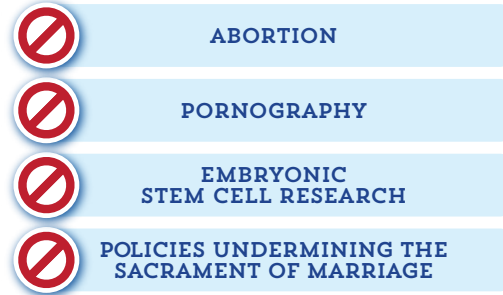 ABORTION
PORNOGRAPHY
EMBRYONIC
STEM CELL RESEARCH
POLICIES UNDERMINING THE
SACRAMENT OF MARRIAGE